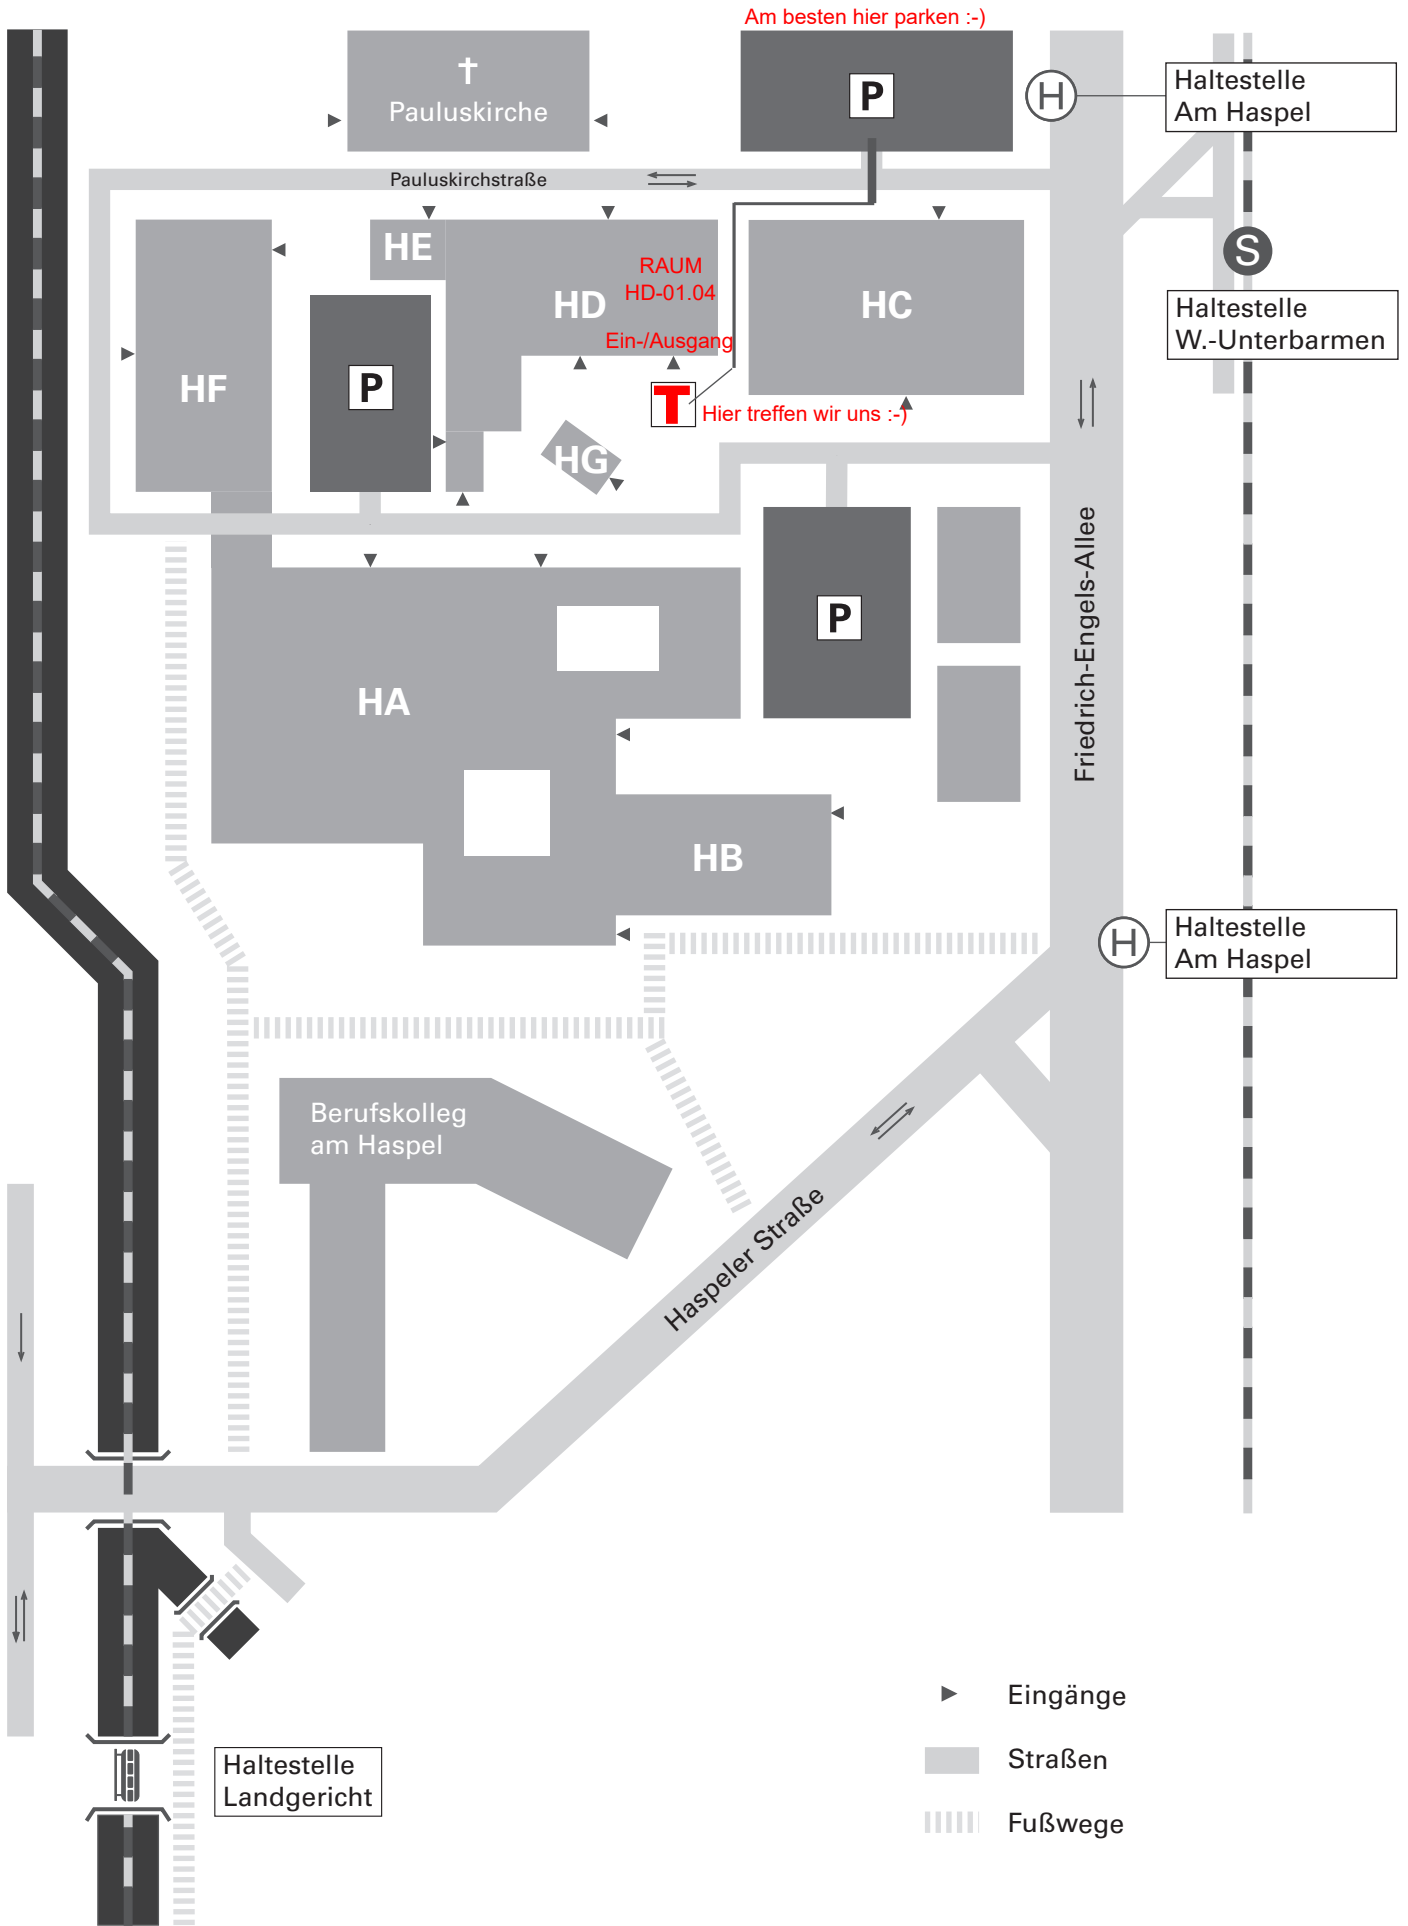 Am besten hier parken :-)
P
H
Haltestelle
Am Haspel
Pauluskirche
Pauluskirchstraße
S
Haltestelle
W.-Unterbarmen
HE
HD
RAUM
HD-01.04
Ein-/Ausgang
HC
HF
P
T
Hier treffen wir uns :-)
HG
P
Friedrich-Engels-Allee
HA
HB
H
Haltestelle
Am Haspel
Berufskolleg
am Haspel
Haspeler Straße
Haltestelle
Landgericht
Eingänge
Straßen
Fußwege